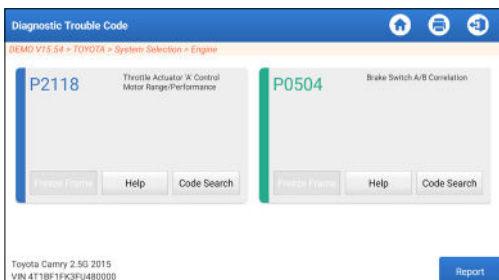 Diagnostic Trouble Code
DEMO V15.54 > TOYOTA > System Selection > Engine
P2118
Throttle Actuator 'A' Control
Motor Range/Performance
Freeze Frame
Help
Code Search
P0504
Brake Switch A/B Correlation
Freeze Frame
Help
Code Search
Toyota Camry 2.5G 2015
VIN 4T1BF1FK3FU480000
Report